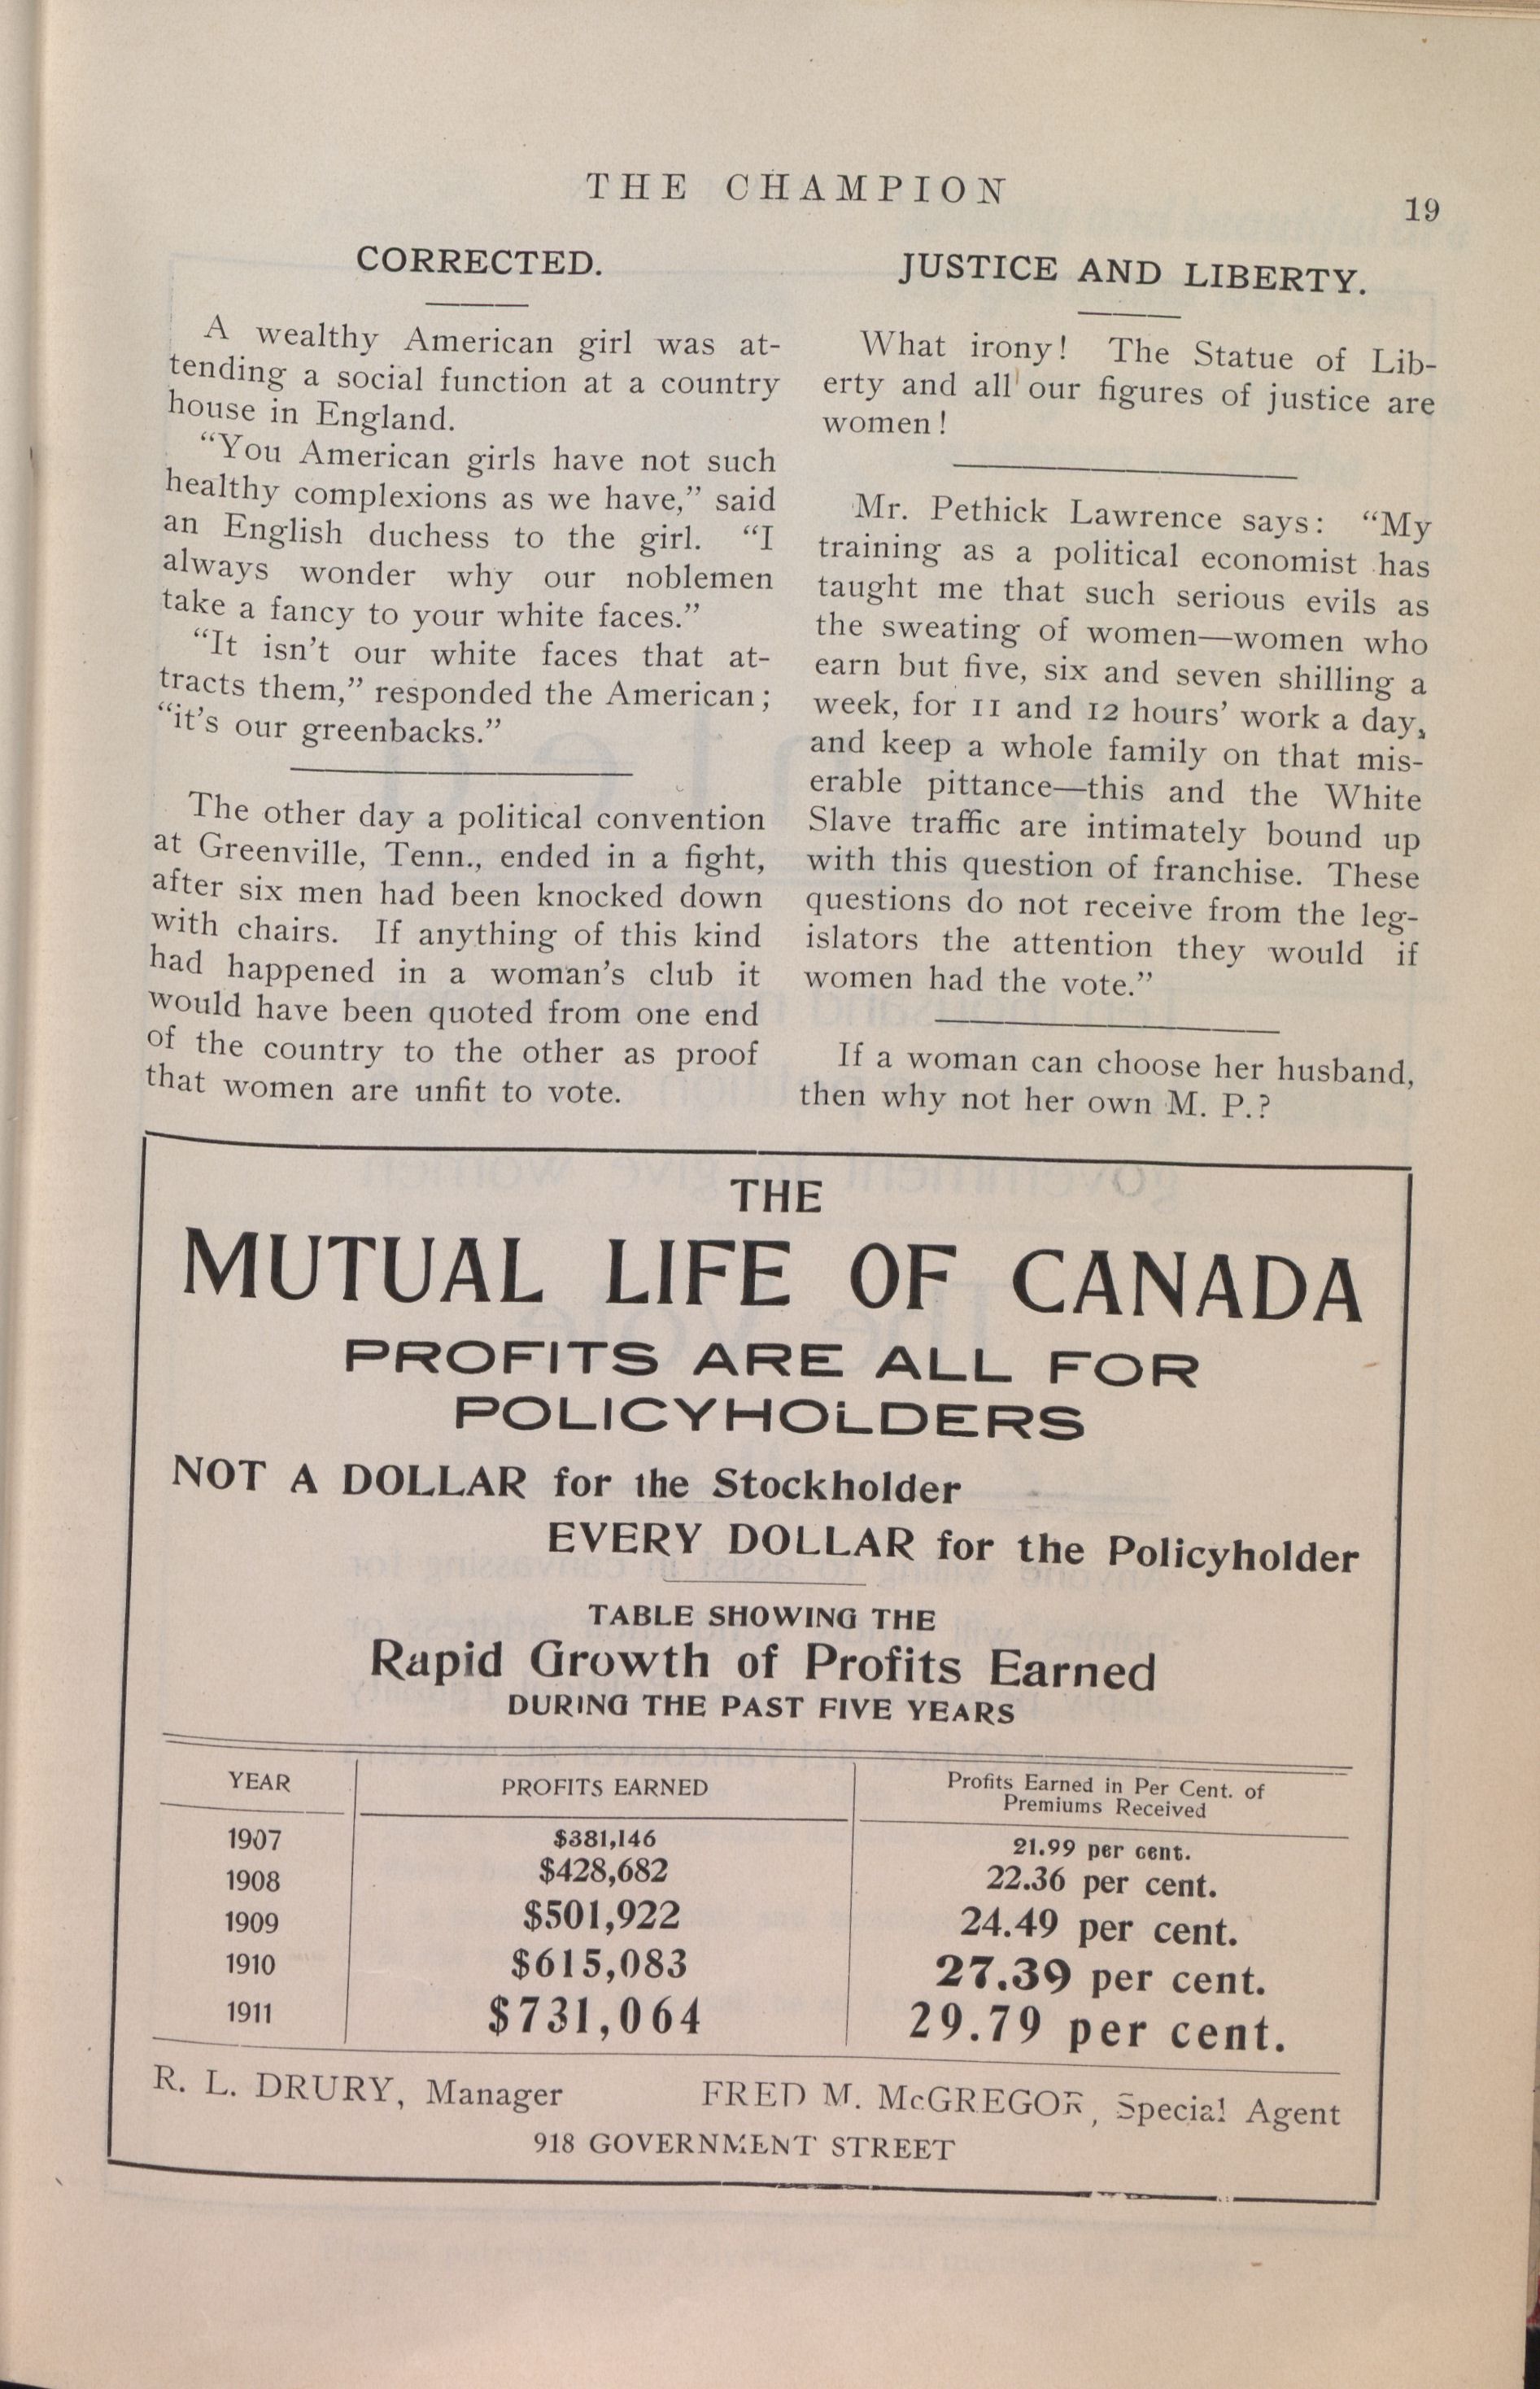 THE CHAMPION
19
CORRECTED.
A wealthy American girl was at-
tending a social function at a country
house in England.
“You American girls have not such
healthy complexions as we have,” said
an English duchess to the girl. “I
always wonder why our noblemen
take a fancy to your white faces.”
“It isn’t our white faces that at-
tracts them,” responded the American;
“it’s our greenbacks.”
The other day a political convention
at Greenville, Tenn., ended in a fight,
after six men had been knocked down
with chairs. If anything of this kind
had happened in a woman’s club it
would have been quoted from one end
of the country to the other as proof
that women are unfit to vote.
JUSTICE AND LIBERTY.
What irony! The Statue of Lib-
erty and all our figures of justice are
women!
Mr. Pethick Lawrence says: “My
training as a political economist has
taught me that such serious evils as
the sweating of women—women who
earn but five, six and seven shilling a
week, for 11 and 12 hours’ work a day,
and keep a whole family on that mis-
erable pittance—this and the White
Slave traffic are intimately bound up
with this question of franchise. These
questions do not receive from the leg-
islators the attention they would if
women had the vote.”
If a woman can choose her husband,
then why not her own M. P.?
THE
MUTUAL LIFE OF CANADA
PROFITS ARE ALL FOR
POLICYHOLDERS
NOT A DOLLAR for the Stockholder
EVERY DOLLAR for the Policyholder
TABLE SHOWING THE
Rapid Growth of Profits Earned
DURING THE PAST FIVE YEARS
YEAR PROFITS EARNED Profits Earned in Per Cent. of
Premiums Received
1907 $381,146 21.99 per cent.
1908 $428,682 22.36 per cent.
1909 $501,922 24.49 per cent.
1910 $615,083 27.39 per cent.
1911 $731,064 29.79 per cent.
R. L. DRURY, Manager FRED M. McGREGOR, Special Agent
918 GOVERNMENT STREET